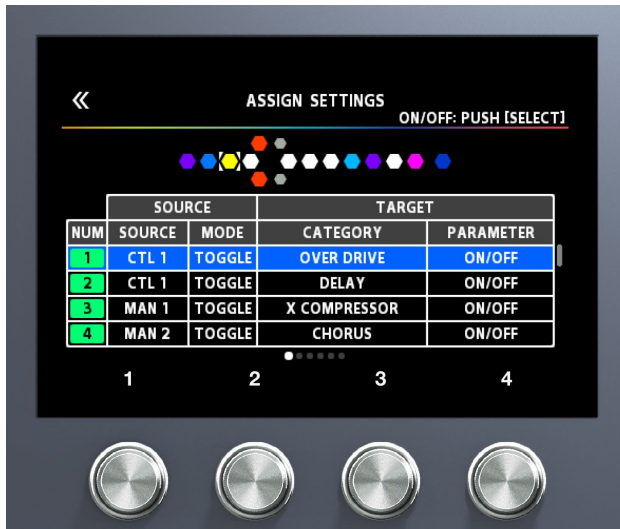 ASSIGN SETTINGS
ON/OFF: PUSH [SELECT]
SOURCE TARGET
NUM SOURCE MODE CATEGORY PARAMETER
1 CTL 1 TOGGLE OVER DRIVE ON/OFF
2 CTL 1 TOGGLE DELAY ON/OFF
3 MAN 1 TOGGLE X COMPRESSOR ON/OFF
4 MAN 2 TOGGLE CHORUS ON/OFF
1 2 3 4